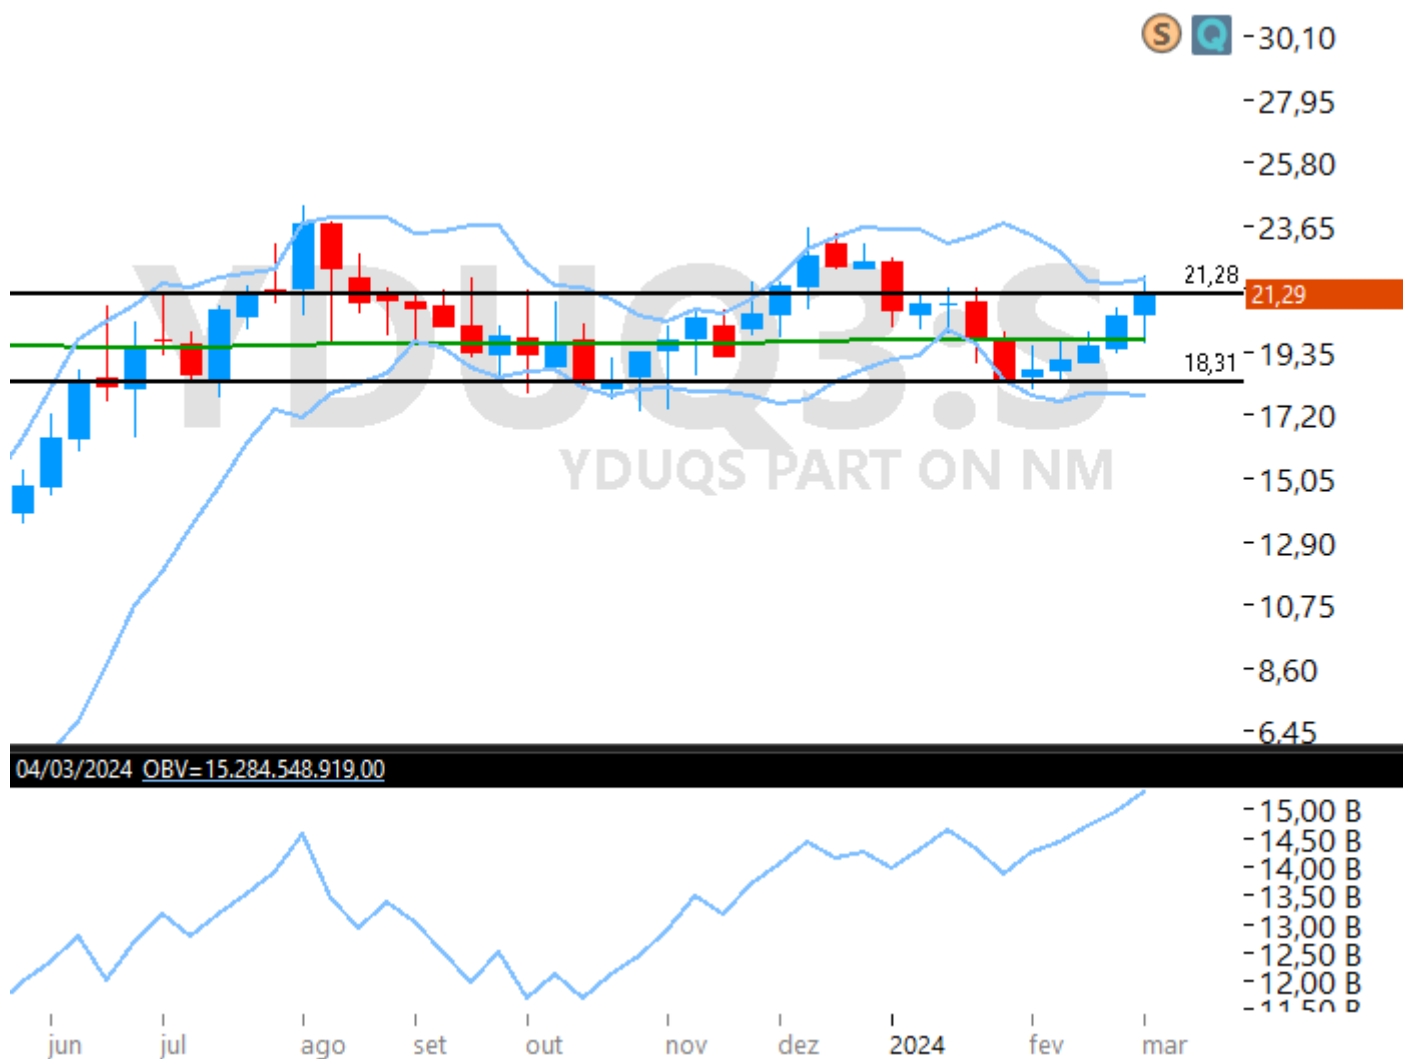 S Q
30,10
27,95
25,80
23,65
21,28
21,29
19,35
18,31
17,20
15,05
12,90
10,75
8,60
6,45
YDUQ3:S
YDUQS PART ON NM
04/03/2024 OBV=15.284.548.919,00
15,00 B
14,50 B
14,00 B
13,50 B
13,00 B
12,50 B
12,00 B
11,50 B
jun jul ago set out nov dez 2024 fev mar